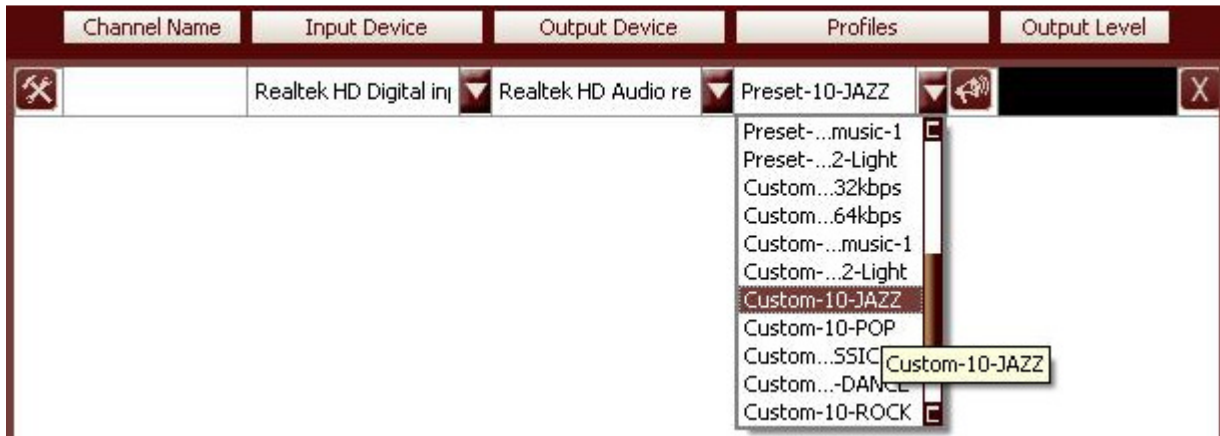 Channel Name Input Device Output Device Profiles Output Level
Realtek HD Digital inp Realtek HD Audio re Preset-10-JAZZ X
Preset-...music-1
Preset-...2-Light
Custom...32kbps
Custom...64kbps
Custom-...music-1
Custom-...2-Light
Custom-10-JAZZ
Custom-10-POP
Custom...SSIC
Custom-10-JAZZ
Custom...-DANCE
Custom-10-ROCK